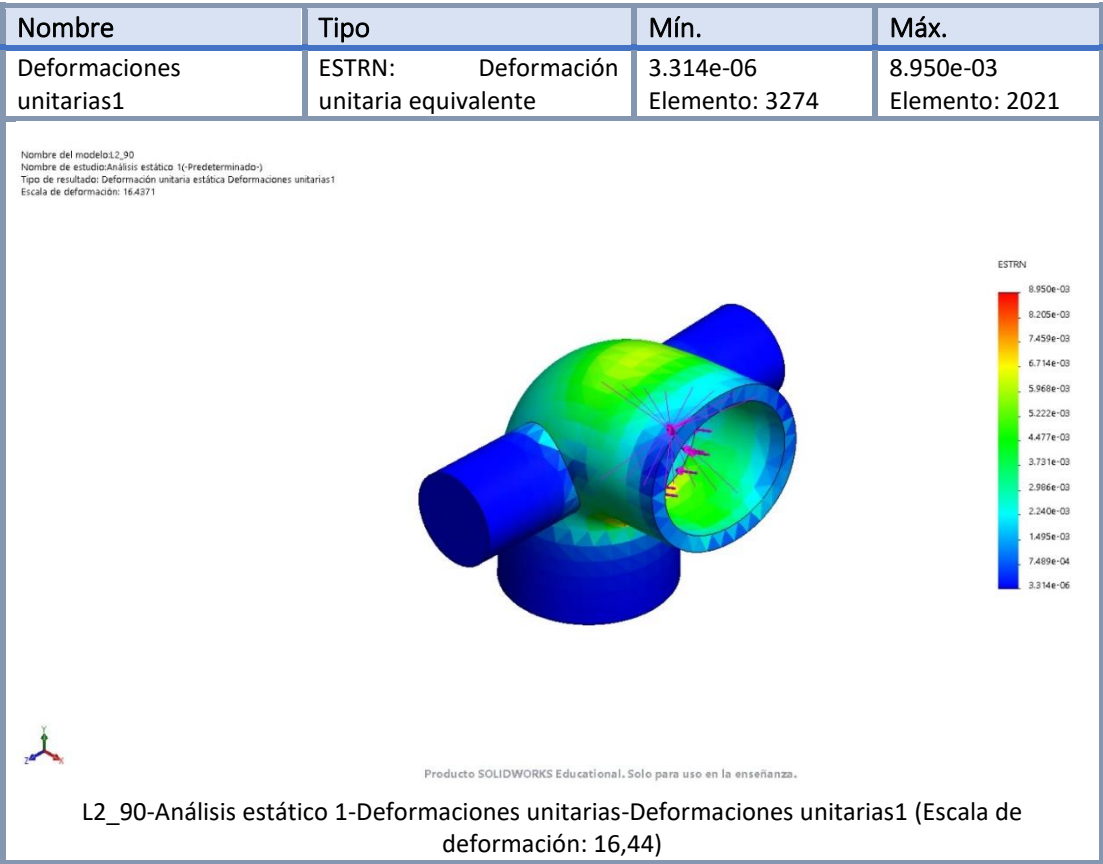 Nombre Tipo Mín. Máx.
Deformaciones unitarias1 ESTRN: Deformación unitaria equivalente 3.314e-06 Elemento: 3274 8.950e-03 Elemento: 2021
Nombre del modelo:L2_90
Nombre de estudio:Análisis estático 1(-Predeterminado-)
Tipo de resultado: Deformación unitaria estática Deformaciones unitarias1
Escala de deformación: 16.4371
ESTRN
8.950e-03
8.205e-03
7.459e-03
6.714e-03
5.968e-03
5.222e-03
4.477e-03
3.731e-03
2.986e-03
2.240e-03
1.495e-03
7.489e-04
3.314e-06
Y
Z X
Producto SOLIDWORKS Educational. Solo para uso en la enseñanza.
L2_90-Análisis estático 1-Deformaciones unitarias-Deformaciones unitarias1 (Escala de
deformación: 16,44)